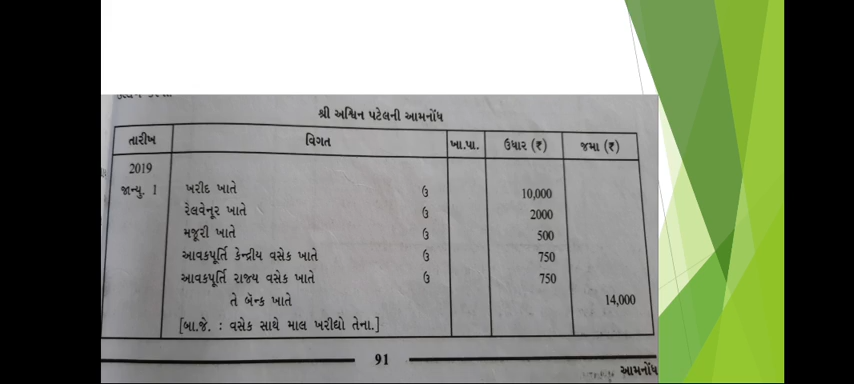 શ્રી અશ્વિન પટેલની આમનોંધ
તારીખ વિગત ખા.પા. ઉધાર (₹) જમા (₹)
2019
જાન્યુ. 1 ખરીદ ખાતે ઉ 10,000
રેલવેનૂર ખાતે ઉ 2000
મજૂરી ખાતે ઉ 500
આવકપૂર્તિ કેન્દ્રીય વસેક ખાતે ઉ 750
આવકપૂર્તિ રાજ્ય વસેક ખાતે ઉ 750
તે બૅન્ક ખાતે 14,000
[બા.જે. : વસેક સાથે માલ ખરીદ્યો તેના.]
91
આમનોંધ